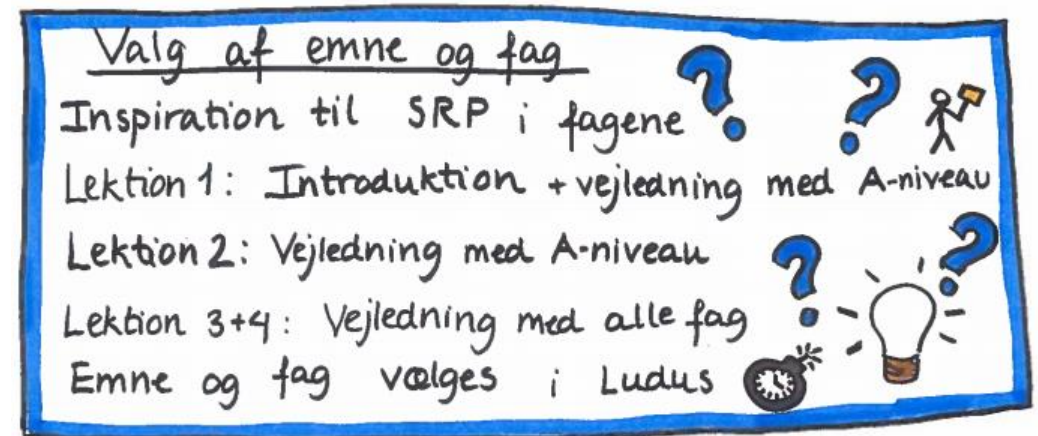 Valg af emne og fag
Inspiration til SRP i fagene
Lektion 1: Introduktion + vejledning med A-niveau
Lektion 2: Vejledning med A-niveau
Lektion 3+4: Vejledning med alle fag
Emne og fag vælges i Ludus